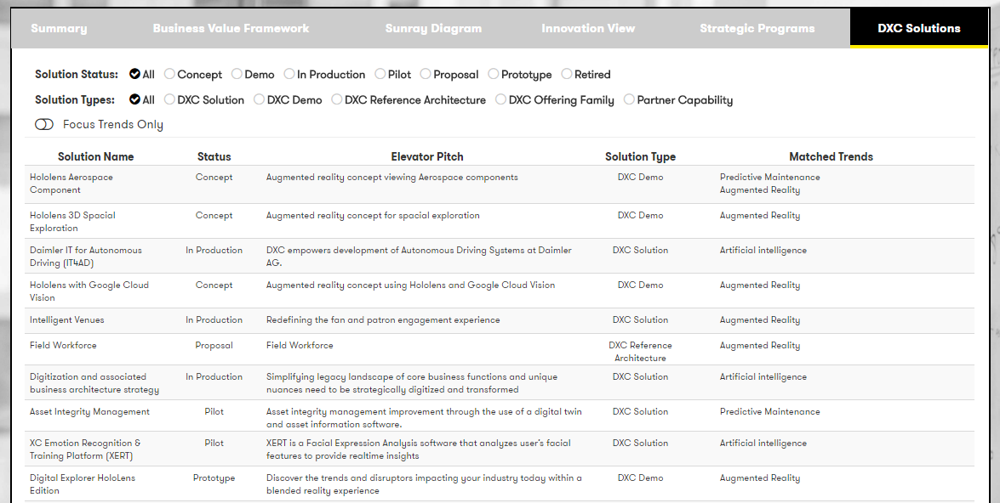 Summary Business Value Framework Sunray Diagram Innovation View Strategic Programs DXC Solutions
Solution Status: All Concept Demo In Production Pilot Proposal Prototype Retired
Solution Types: All DXC Solution DXC Demo DXC Reference Architecture DXC Offering Family Partner Capability
Focus Trends Only
Solution Name Status Elevator Pitch Solution Type Matched Trends
Hololens Aerospace Concept Augmented reality concept viewing Aerospace components DXC Demo Predictive Maintenance
Component Augmented Reality
Hololens 3D Spacial Concept Augmented reality concept for spacial exploration DXC Demo Augmented Reality
Exploration
Daimler IT for Autonomous In Production DXC empowers development of Autonomous Driving Systems at Daimler DXC Solution Artificial intelligence
Driving (IT4AD) AG.
Hololens with Google Cloud Concept Augmented reality concept using Hololens and Google Cloud Vision DXC Demo Augmented Reality
Vision
Intelligent Venues In Production Redefining the fan and patron engagement experience DXC Solution Augmented Reality
Field Workforce Proposal Field Workforce DXC Reference Augmented Reality
Architecture
Digitization and associated In Production Simplifying legacy landscape of core business functions and unique DXC Solution Artificial intelligence
business architecture strategy nuances need to be strategically digitized and transformed
Asset Integrity Management Pilot Asset integrity management improvement through the use of a digital twin DXC Solution Predictive Maintenance
and asset information software.
XC Emotion Recognition & Pilot XERT is a Facial Expression Analysis software that analyzes user's facial DXC Solution Artificial intelligence
Training Platform (XERT) features to provide realtime insights
Digital Explorer HoloLens Prototype Discover the trends and disruptors impacting your industry today within a DXC Demo Augmented Reality
Edition blended reality experience